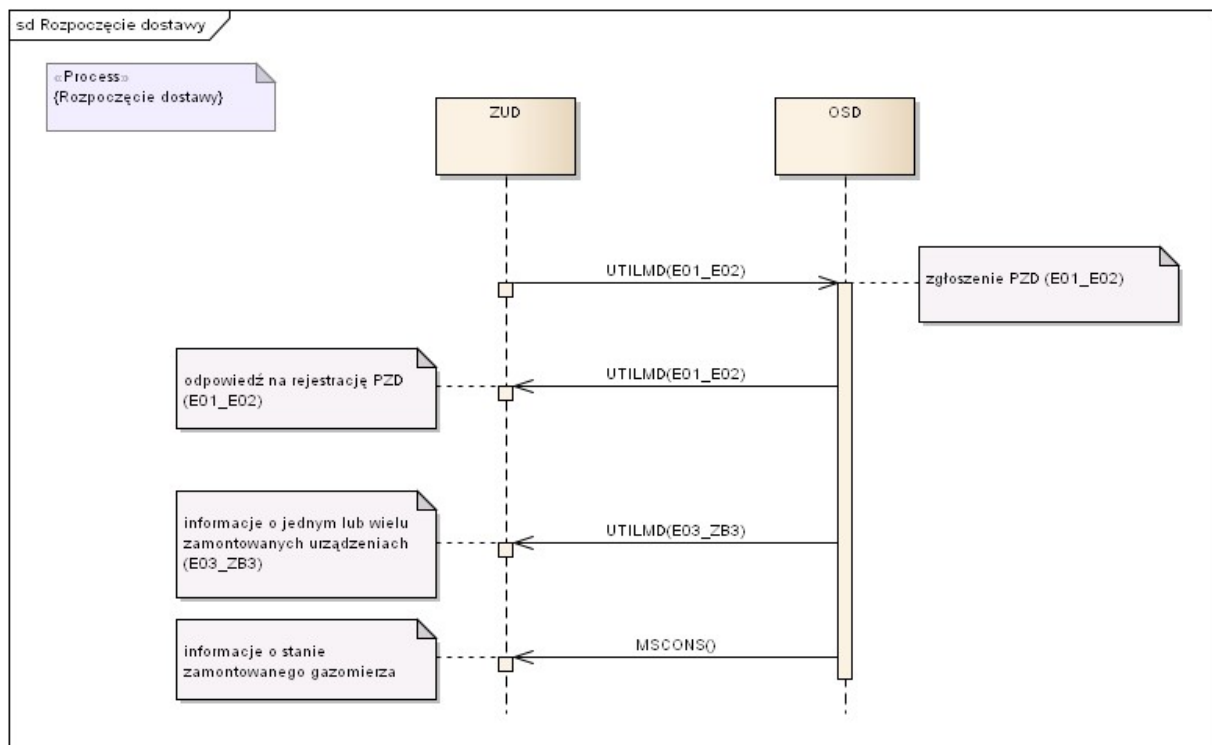 sd Rozpoczęcie dostawy
«Process»
{Rozpoczęcie dostawy}
ZUD
OSD
UTILMD(E01_E02)
zgłoszenie PZD (E01_E02)
UTILMD(E01_E02)
odpowiedź na rejestrację PZD
(E01_E02)
informacje o jednym lub wielu
zamontowanych urządzeniach
(E03_ZB3)
UTILMD(E03_ZB3)
informacje o stanie
zamontowanego gazomierza
MSCONS()